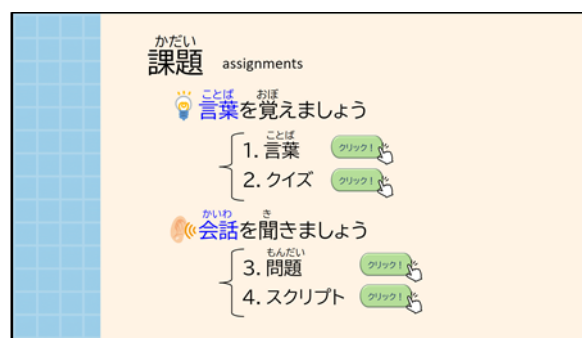 かだい
課題 assignments
ことば おぼ
言葉を覚えましょう
ことば
1. 言葉 クリック！
2. クイズ クリック！
かいわ き
会話を聞きましょう
もんだい
3. 問題 クリック！
4. スクリプト クリック！